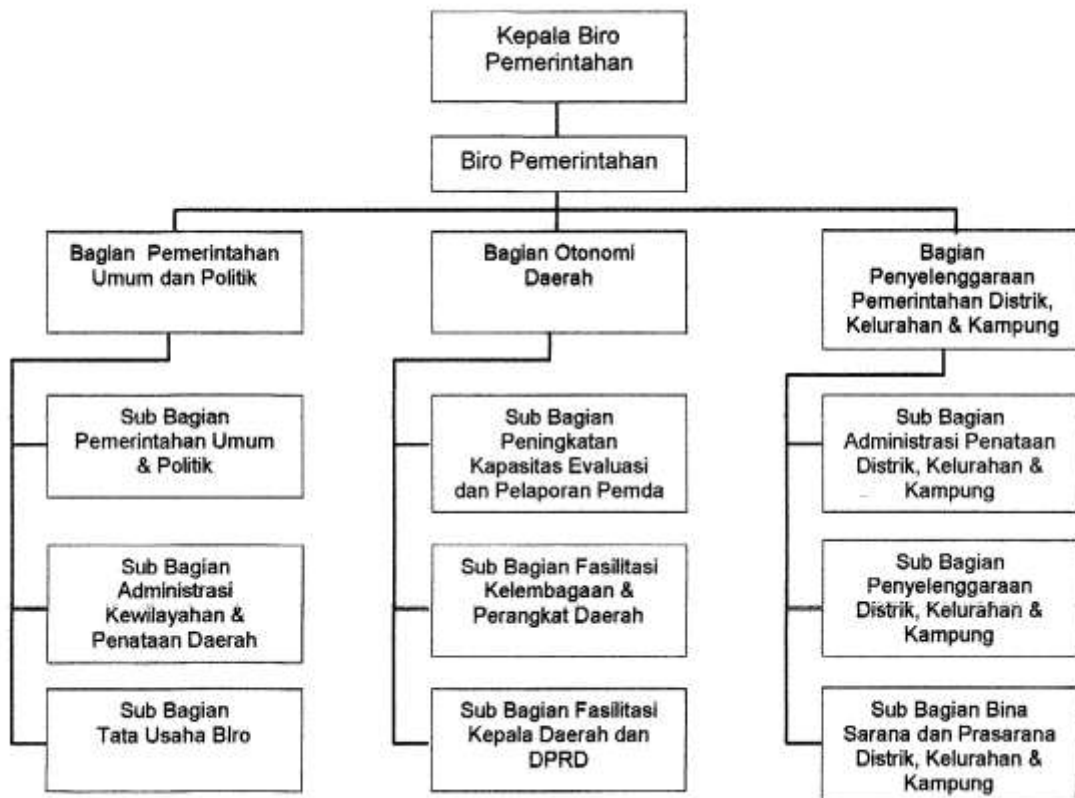 Kepala Biro
Pemerintahan
Biro Pemerintahan
Bagian Pemerintahan
Umum dan Politik
Bagian Otonomi
Daerah
Bagian
Penyelenggaraan
Pemerintahan Distrik,
Kelurahan & Kampung
Sub Bagian
Pemerintahan Umum
& Politik
Sub Bagian
Peningkatan
Kapasitas Evaluasi
dan Pelaporan Pemda
Sub Bagian
Administrasi Penataan
Distrik, Kelurahan &
Kampung
Sub Bagian
Administrasi
Kewilayahan &
Penataan Daerah
Sub Bagian Fasilitasi
Kelembagaan &
Perangkat Daerah
Sub Bagian
Penyelenggaraan
Distrik, Kelurahan &
Kampung
Sub Bagian
Tata Usaha BIro
Sub Bagian Fasilitasi
Kepala Daerah dan
DPRD
Sub Bagian Bina
Sarana dan Prasarana
Distrik, Kelurahan &
Kampung